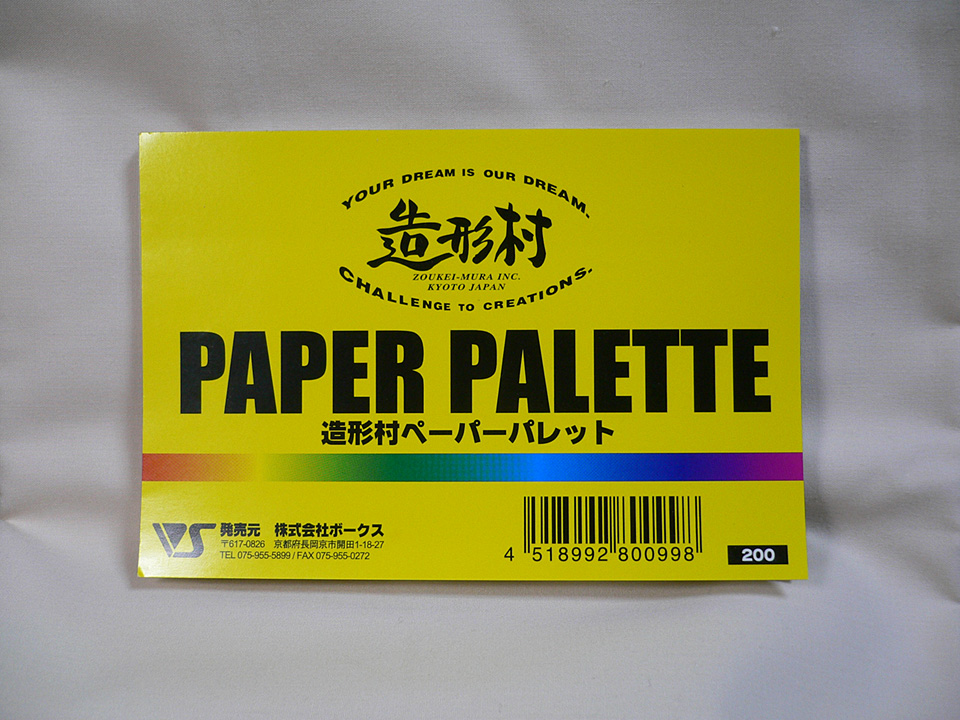 YOUR DREAM IS OUR DREAM.
造形村
ZOUKEI-MURA INC.
KYOTO JAPAN
CHALLENGE TO CREATIONS.
PAPER PALETTE
造形村ペーパーパレット
VS 発売元 株式会社ボークス
〒617-0826 京都府長岡京市開田1-18-27
TEL 075-955-5899 / FAX 075-955-0272
4 518992 800998
200